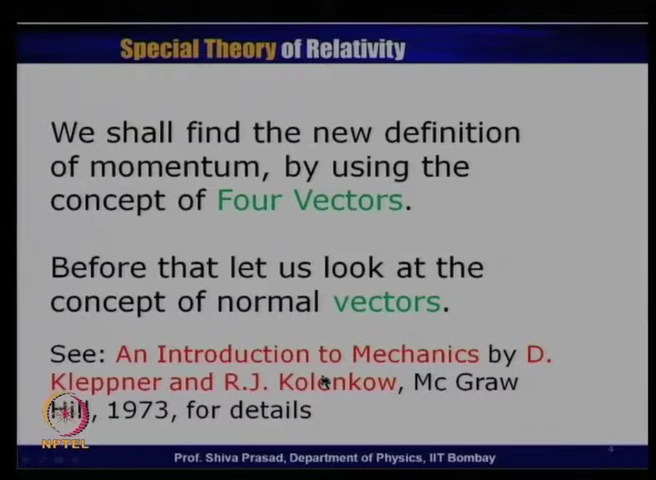 Special Theory of Relativity
We shall find the new definition
of momentum, by using the
concept of Four Vectors.
Before that let us look at the
concept of normal vectors.
See: An Introduction to Mechanics by D.
Kleppner and R.J. Kolenkow, Mc Graw
Hill, 1973, for details
NPTEL
Prof. Shiva Prasad, Department of Physics, IIT Bombay